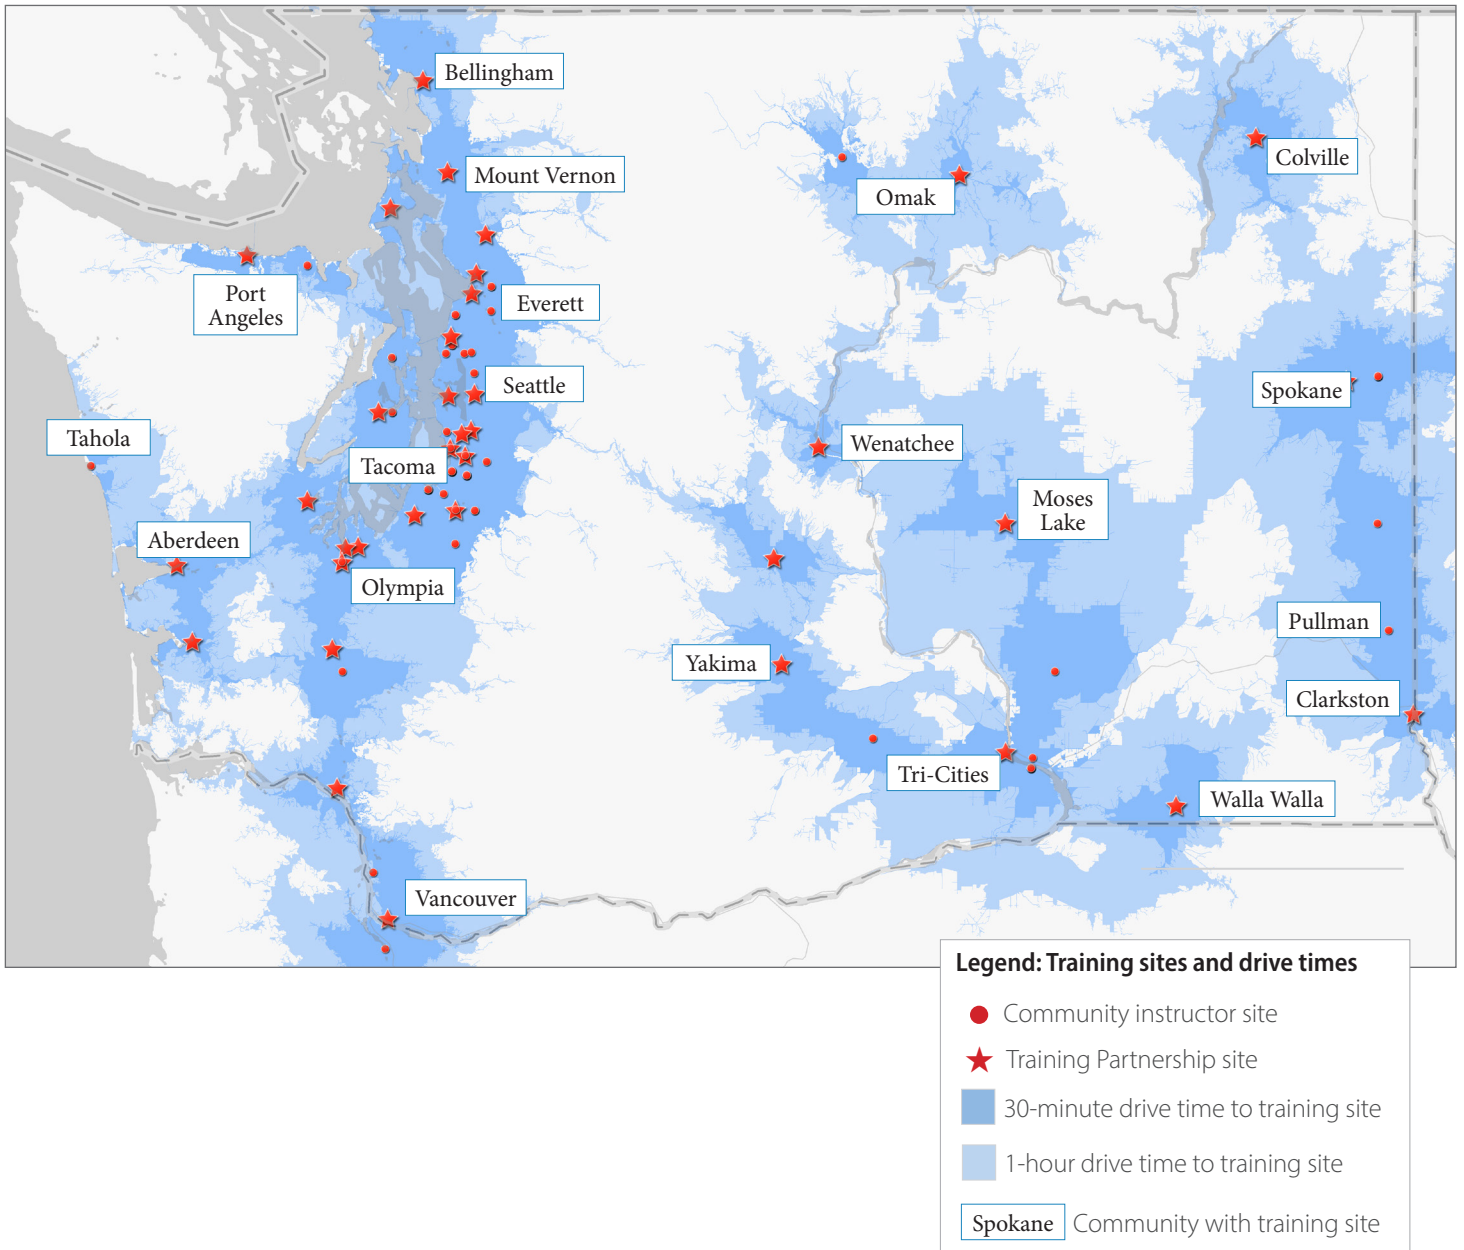 Bellingham
Mount Vernon
Colville
Omak
Port
Angeles
Everett
Seattle
Spokane
Tahola
Tacoma
Wenatchee
Moses
Lake
Aberdeen
Olympia
Pullman
Yakima
Clarkston
Tri-Cities
Walla Walla
Vancouver
Legend: Training sites and drive times
Community instructor site
Training Partnership site
30-minute drive time to training site
1-hour drive time to training site
Spokane Community with training site